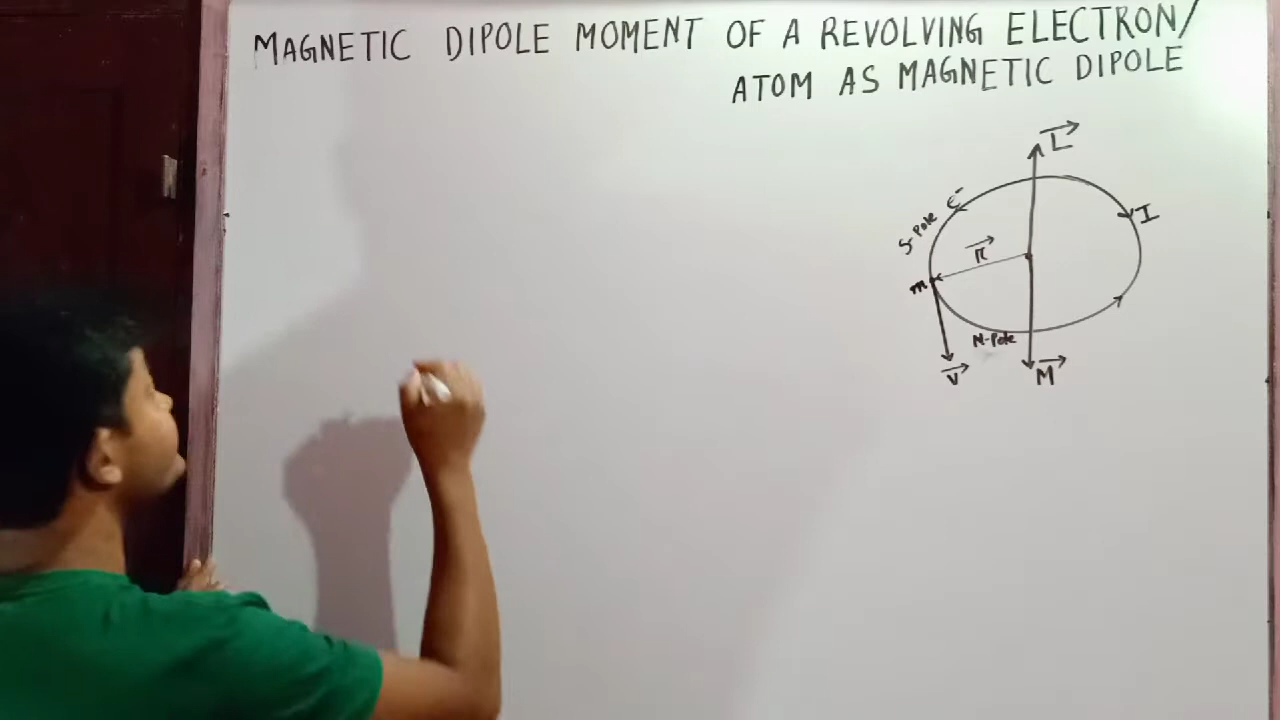 MAGNETIC DIPOLE MOMENT OF A REVOLVING ELECTRON/
ATOM AS MAGNETIC DIPOLE
L
e-
I
S-Pole
r
m
N-Pole
V
M